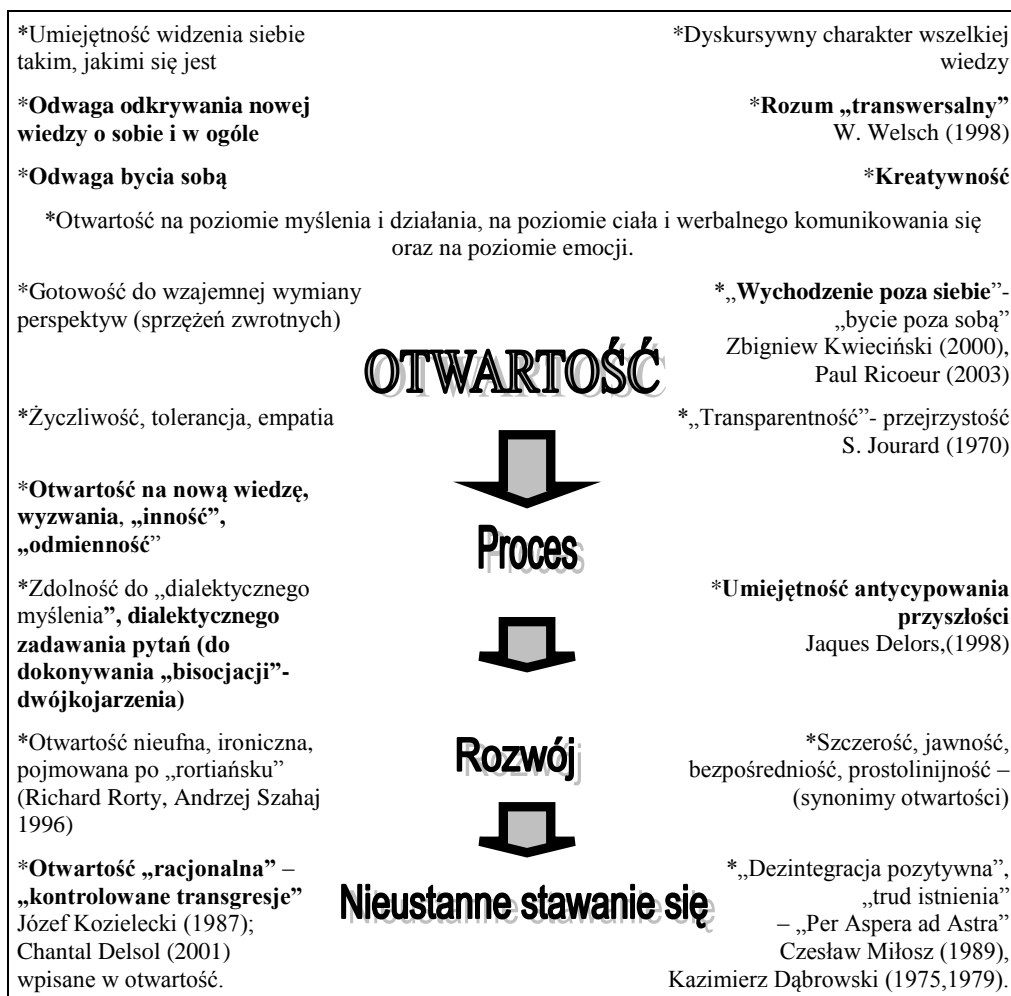 *Umiejętność widzenia siebie
takim, jakimi się jest
*Dyskursywny charakter wszelkiej
wiedzy
*Odwaga odkrywania nowej
wiedzy o sobie i w ogóle
*Rozum „transwersalny”
W. Welsch (1998)
*Odwaga bycia sobą
*Kreatywność
*Otwartość na poziomie myślenia i działania, na poziomie ciała i werbalnego komunikowania się
oraz na poziomie emocji.
*Gotowość do wzajemnej wymiany
perspektyw (sprzężeń zwrotnych)
*„Wychodzenie poza siebie”-
„bycie poza sobą”
Zbigniew Kwieciński (2000),
Paul Ricoeur (2003)
OTWARTOŚĆ
*Życzliwość, tolerancja, empatia
*„Transparentność”- przejrzystość
S. Jourard (1970)
*Otwartość na nową wiedzę,
wyzwania, „inność”,
„odmienność”
Proces
*Zdolność do „dialektycznego
myślenia”, dialektycznego
zadawania pytań (do
dokonywania „bisocjacji”-
dwójkojarzenia)
*Umiejętność antycypowania
przyszłości
Jaques Delors,(1998)
*Otwartość nieufna, ironiczna,
pojmowana po „rortiańsku”
(Richard Rorty, Andrzej Szahaj
1996)
Rozwój
*Szczerość, jawność,
bezpośredniość, prostolinijność –
(synonimy otwartości)
*Otwartość „racjonalna” –
„kontrolowane transgresje”
Józef Kozielecki (1987);
Chantal Delsol (2001)
wpisane w otwartość.
Nieustanne stawanie się
*„Dezintegracja pozytywna”,
„trud istnienia”
– „Per Aspera ad Astra”
Czesław Miłosz (1989),
Kazimierz Dąbrowski (1975,1979).